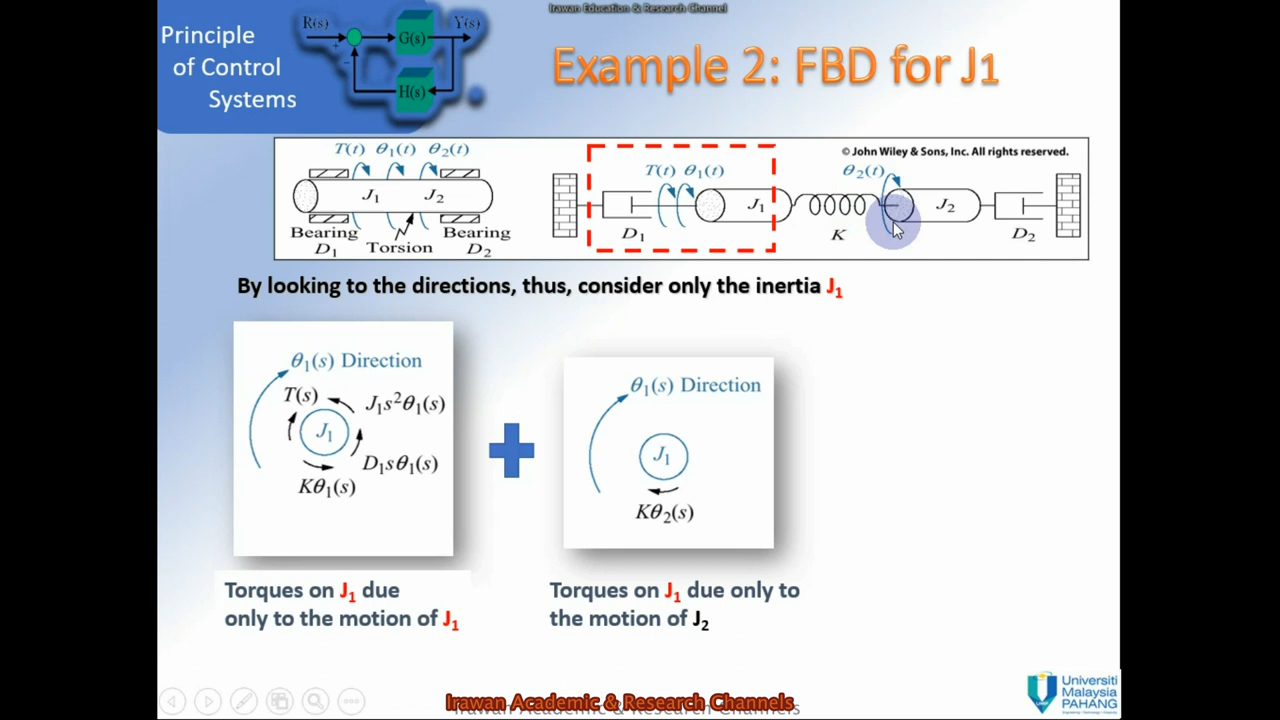 Irawan Education & Research Channel
Principle
of Control
Systems
R(s)
+
−
G(s)
Y(s)
H(s)
Example 2: FBD for J1
T(t) θ₁(t) θ₂(t)
J₁ J₂
Bearing
D₁
Torsion
Bearing
D₂
© John Wiley & Sons, Inc. All rights reserved.
T(t) θ₁(t)
θ₂(t)
D₁
J₁
K
J₂
D₂
By looking to the directions, thus, consider only the inertia J₁
θ₁(s) Direction
T(s)
J₁s²θ₁(s)
J₁
D₁sθ₁(s)
Kθ₁(s)
Torques on J₁ due
only to the motion of J₁
θ₁(s) Direction
J₁
Kθ₂(s)
Torques on J₁ due only to
the motion of J₂
Irawan Academic & Research Channels
Universiti
Malaysia
PAHANG